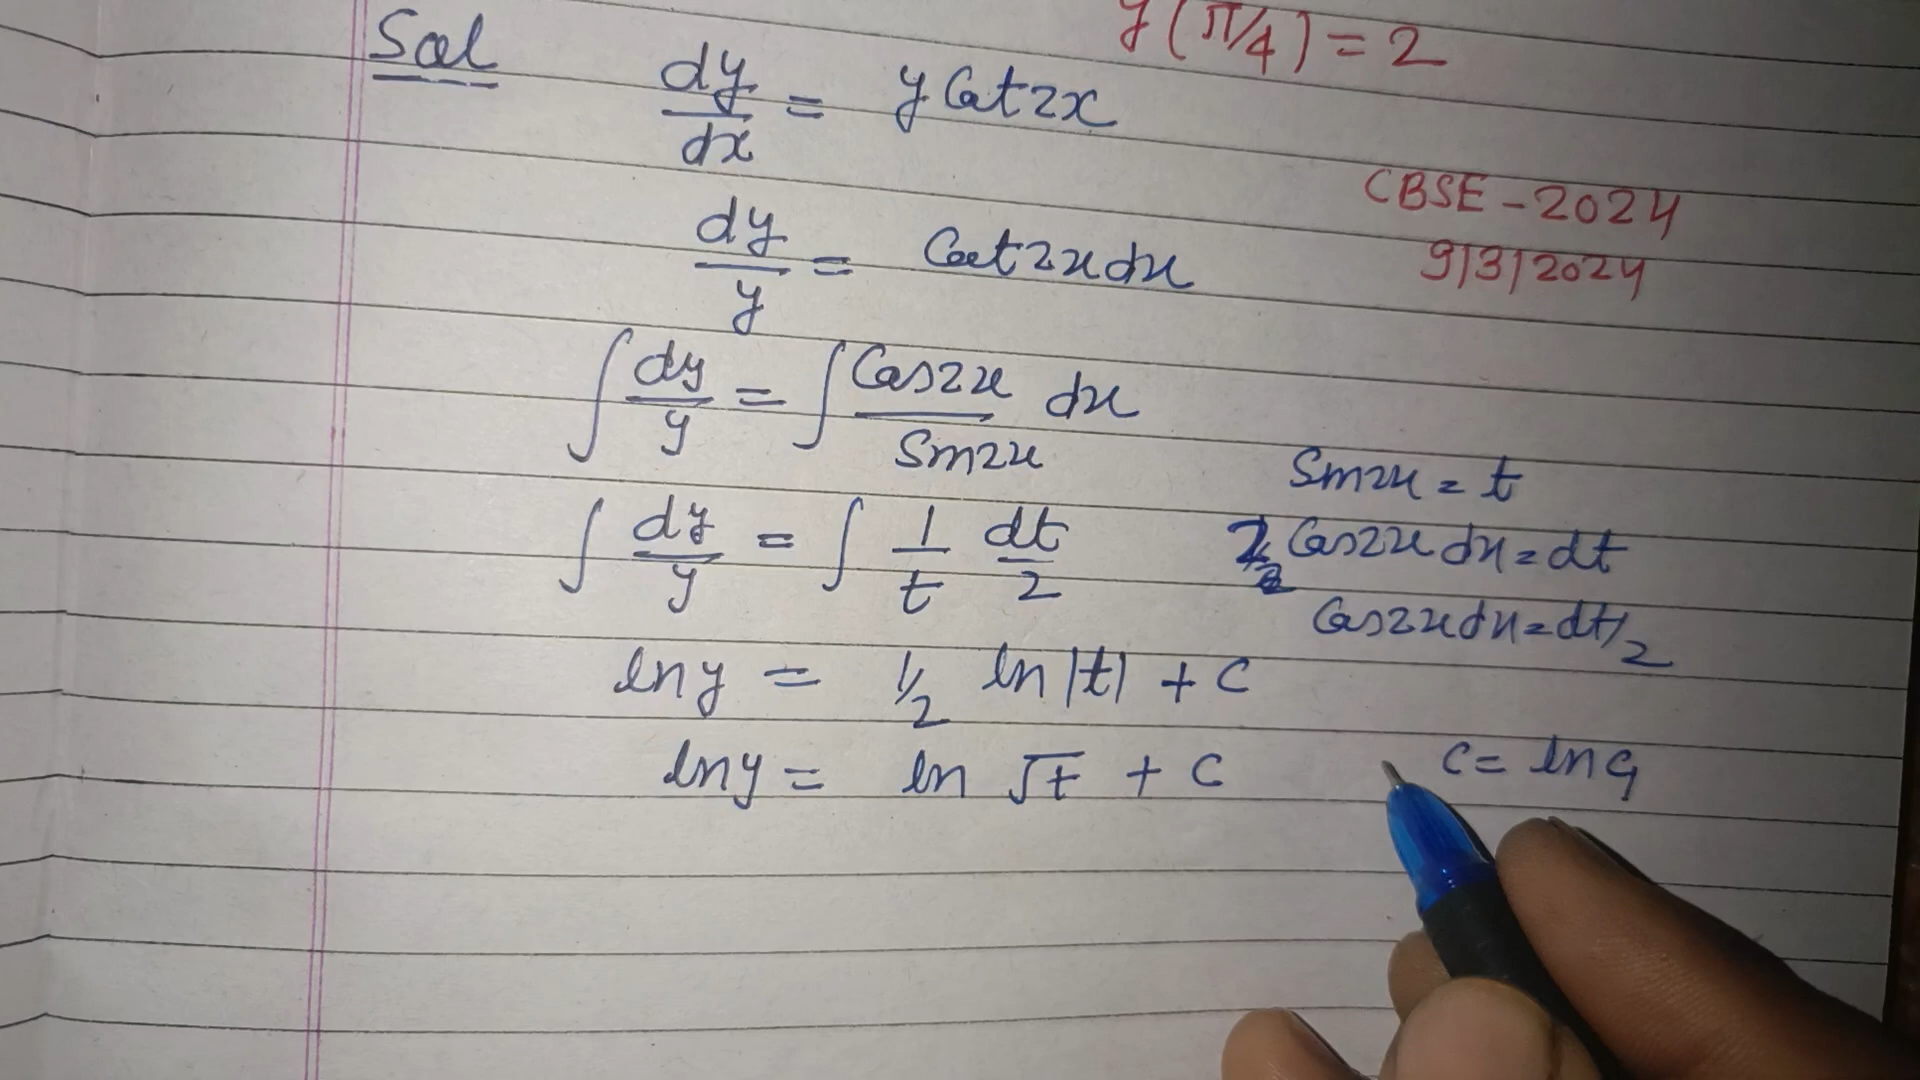 y(π/4) = 2
Sol dy/dx = y Cot2x
CBSE - 2024
9/3/2024
dy/y = Cot2x dx
∫ dy/y = ∫ Cos2x/Sin2x dx
Sin2x = t
∫ dy/y = ∫ 1/t dt/2
2 Cos2x dx = dt
Cos2x dx = dt/2
ln y = 1/2 ln |t| + C
ln y = ln √t + C
C = ln C₁